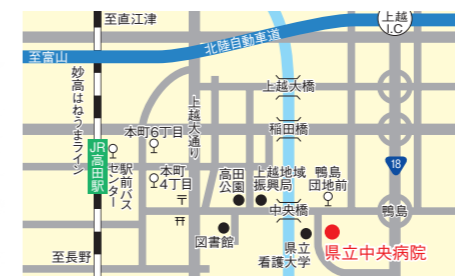 至直江津
上越
I.C
北陸自動車道
至富山
妙高はねうまライン
上越大通り
上越大橋
本町6丁目
稲田橋
JR
高田駅
駅前バス
センター
本町
4丁目
高田
公園
上越地域
振興局
鴨島
団地前
18
中央橋
鴨島
図書館
県立
看護大学
県立中央病院
至長野